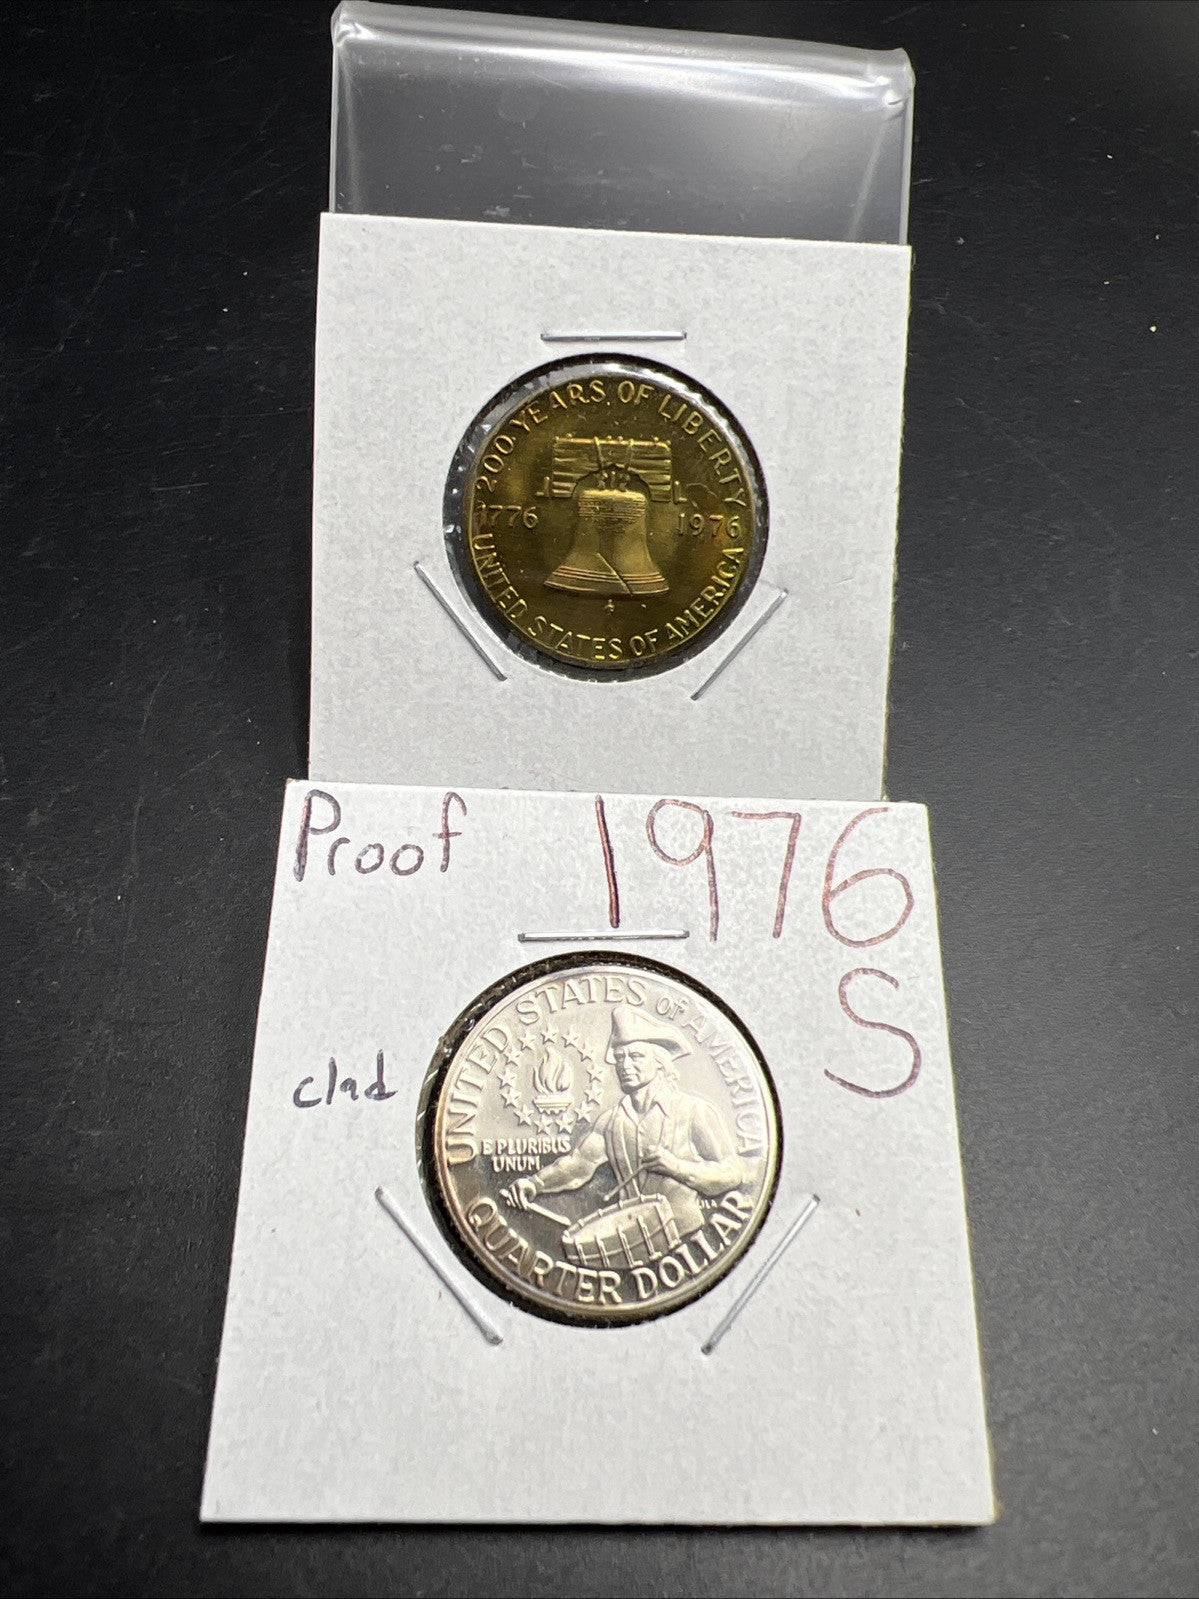 200 YEARS OF LIBERTY
1776 1976
UNITED STATES OF AMERICA
Proof 1976
S
clad
UNITED STATES OF AMERICA
E PLURIBUS
UNUM
QUARTER DOLLAR